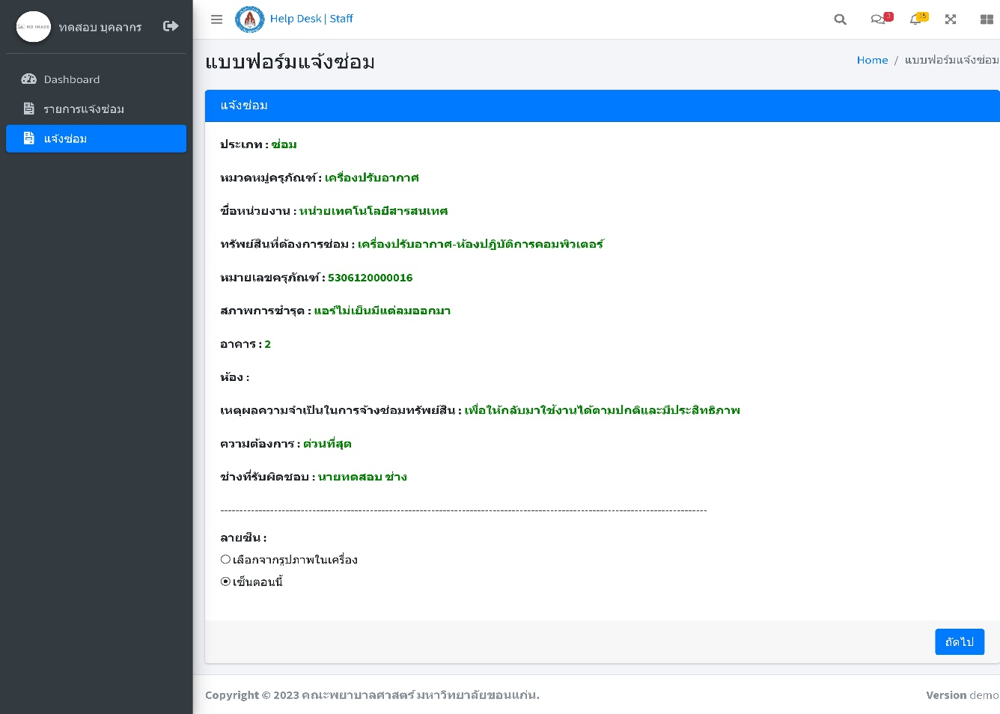 NO IMAGE
ทดสอบ บุคลากร
Dashboard
รายการแจ้งซ่อม
แจ้งซ่อม
Help Desk | Staff
3
15
แบบฟอร์มแจ้งซ่อม
Home / แบบฟอร์มแจ้งซ่อม
แจ้งซ่อม
ประเภท : ซ่อม
หมวดหมู่ครุภัณฑ์ : เครื่องปรับอากาศ
ชื่อหน่วยงาน : หน่วยเทคโนโลยีสารสนเทศ
ทรัพย์สินที่ต้องการซ่อม : เครื่องปรับอากาศ-ห้องปฏิบัติการคอมพิวเตอร์
หมายเลขครุภัณฑ์ : 5306120000016
สภาพการชำรุด : แอร์ไม่เย็นมีแต่ลมออกมา
อาคาร : 2
ห้อง :
เหตุผลความจำเป็นในการจ้างซ่อมทรัพย์สิน : เพื่อให้กลับมาใช้งานได้ตามปกติและมีประสิทธิภาพ
ความต้องการ : ด่วนที่สุด
ช่างที่รับผิดชอบ : นายทดสอบ ช่าง
ลายซิน :
เลือกจากรูปภาพในเครื่อง
เซ็นตอนนี้
ถัดไป
Copyright © 2023 คณะพยาบาลศาสตร์ มหาวิทยาลัยขอนแก่น.
Version demo